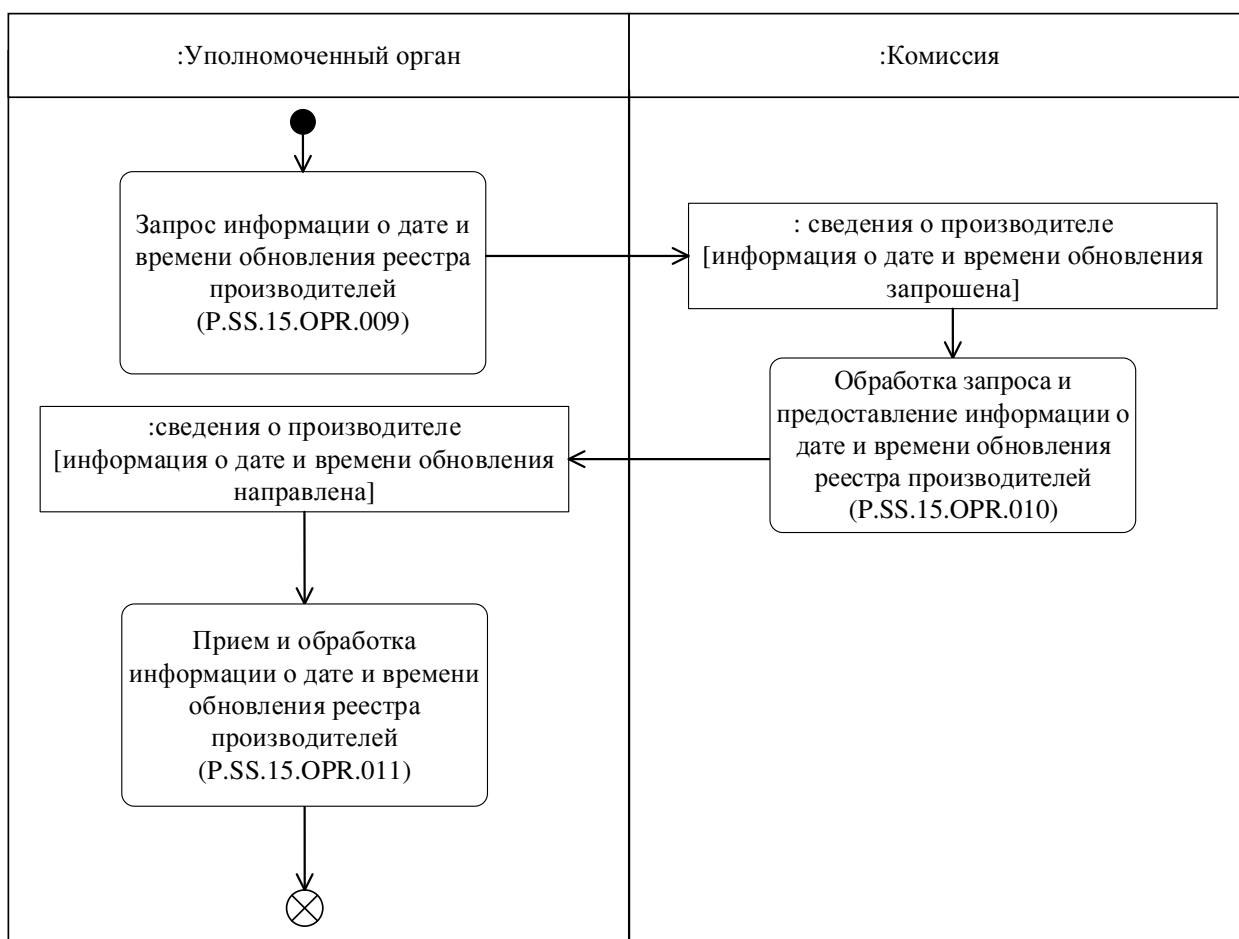 :Уполномоченный орган
:Комиссия
Запрос информации о дате и
времени обновления реестра
производителей
(P.SS.15.OPR.009)
: сведения о производителе
[информация о дате и времени обновления
запрошена]
Обработка запроса и
предоставление информации о
дате и времени обновления
реестра производителей
(P.SS.15.OPR.010)
:сведения о производителе
[информация о дате и времени обновления
направлена]
Прием и обработка
информации о дате и времени
обновления реестра
производителей
(P.SS.15.OPR.011)